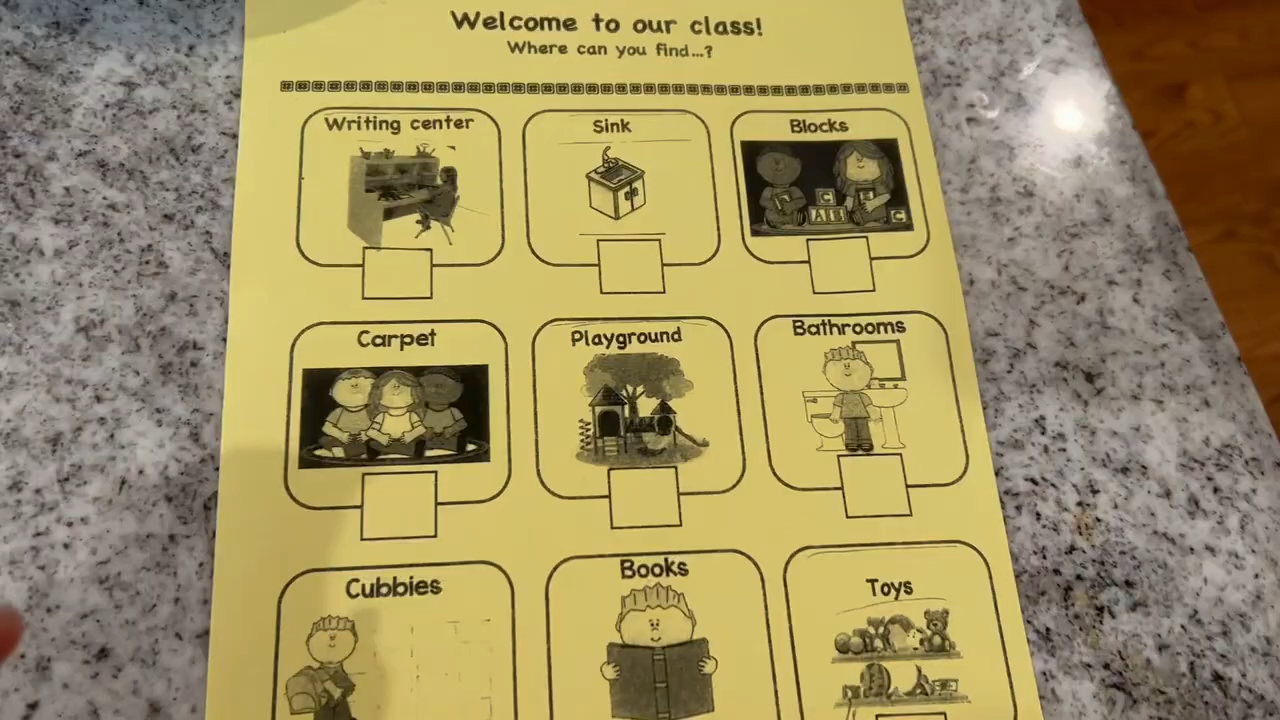 Welcome to our class!
Where can you find...?
Writing center
Sink
Blocks
Carpet
Playground
Bathrooms
Cubbies
Books
Toys